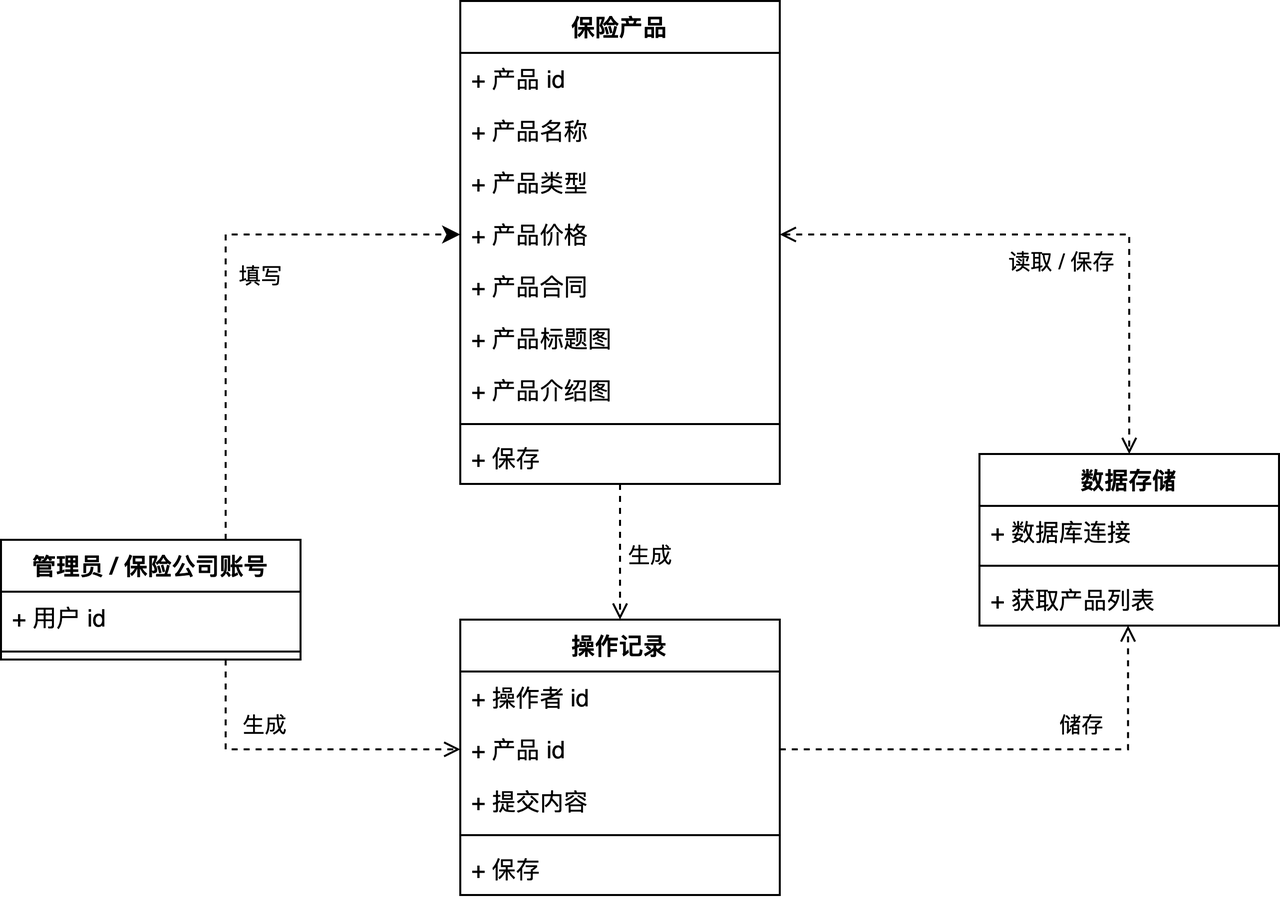 保险产品
+ 产品 id
+ 产品名称
+ 产品类型
+ 产品价格
+ 产品合同
+ 产品标题图
+ 产品介绍图
+ 保存
填写
读取 / 保存
管理员 / 保险公司账号
+ 用户 id
生成
数据存储
+ 数据库连接
+ 获取产品列表
生成
操作记录
+ 操作者 id
+ 产品 id
+ 提交内容
+ 保存
储存